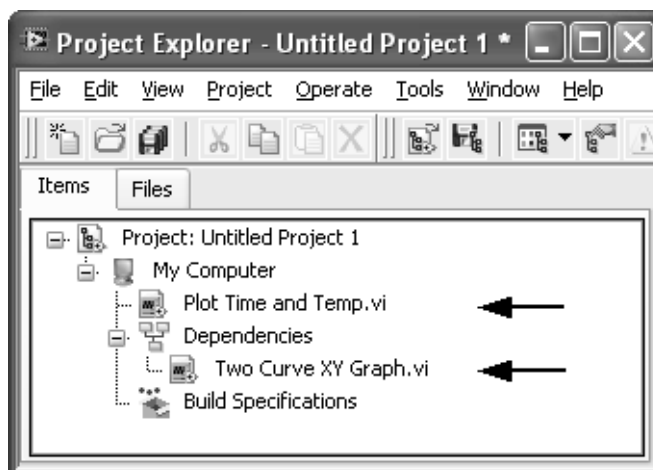 Project Explorer - Untitled Project 1 *
File Edit View Project Operate Tools Window Help
Items Files
Project: Untitled Project 1
My Computer
Plot Time and Temp.vi
Dependencies
Two Curve XY Graph.vi
Build Specifications